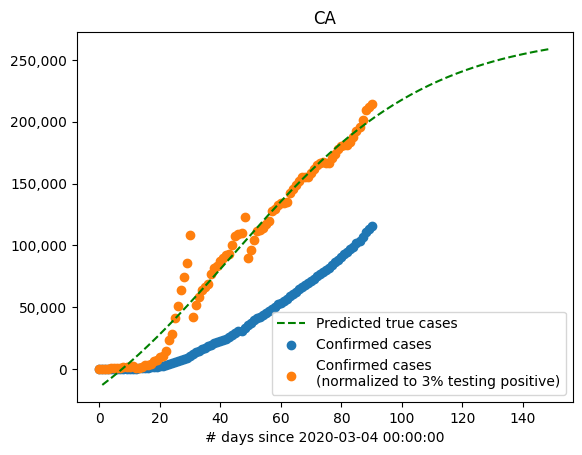 CA
250,000
200,000
150,000
100,000
50,000
0
0 20 40 60 80 100 120 140
# days since 2020-03-04 00:00:00
Predicted true cases
Confirmed cases
Confirmed cases
(normalized to 3% testing positive)